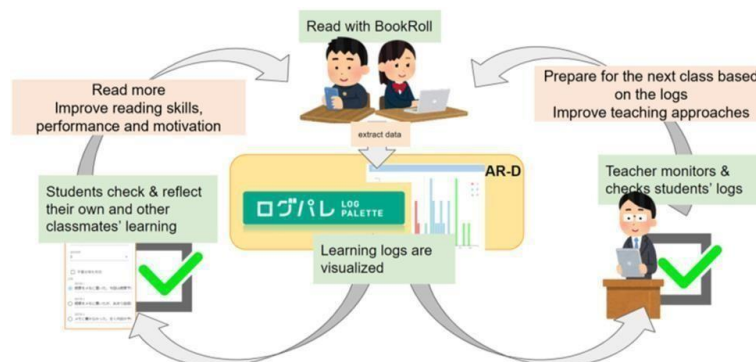 Read with BookRoll
Read more
Improve reading skills,
performance and motivation
Prepare for the next class based
on the logs
Improve teaching approaches
extract data
AR-D
ログパレ LOG
PALETTE
Students check & reflect
their own and other
classmates' learning
Teacher monitors &
checks students' logs
Learning logs are
visualized